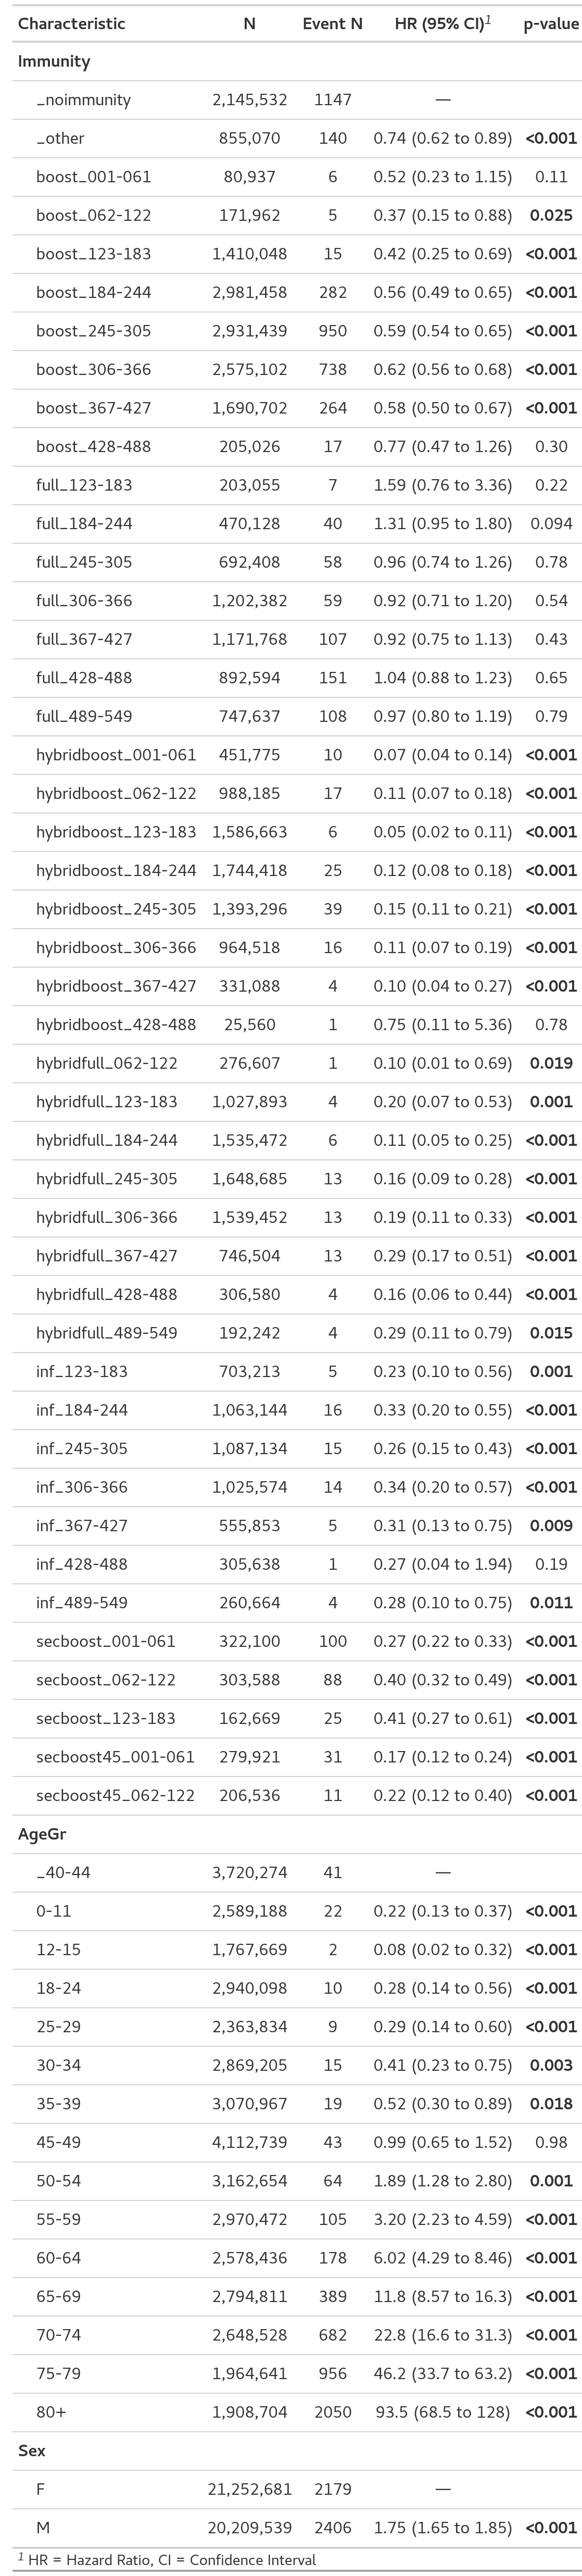 Characteristic N Event N HR (95% CI)1 p-value
Immunity
_noimmunity 2,145,532 1147 —
_other 855,070 140 0.74 (0.62 to 0.89) <0.001
boost_001-061 80,937 6 0.52 (0.23 to 1.15) 0.11
boost_062-122 171,962 5 0.37 (0.15 to 0.88) 0.025
boost_123-183 1,410,048 15 0.42 (0.25 to 0.69) <0.001
boost_184-244 2,981,458 282 0.56 (0.49 to 0.65) <0.001
boost_245-305 2,931,439 950 0.59 (0.54 to 0.65) <0.001
boost_306-366 2,575,102 738 0.62 (0.56 to 0.68) <0.001
boost_367-427 1,690,702 264 0.58 (0.50 to 0.67) <0.001
boost_428-488 205,026 17 0.77 (0.47 to 1.26) 0.30
full_123-183 203,055 7 1.59 (0.76 to 3.36) 0.22
full_184-244 470,128 40 1.31 (0.95 to 1.80) 0.094
full_245-305 692,408 58 0.96 (0.74 to 1.26) 0.78
full_306-366 1,202,382 59 0.92 (0.71 to 1.20) 0.54
full_367-427 1,171,768 107 0.92 (0.75 to 1.13) 0.43
full_428-488 892,594 151 1.04 (0.88 to 1.23) 0.65
full_489-549 747,637 108 0.97 (0.80 to 1.19) 0.79
hybridboost_001-061 451,775 10 0.07 (0.04 to 0.14) <0.001
hybridboost_062-122 988,185 17 0.11 (0.07 to 0.18) <0.001
hybridboost_123-183 1,586,663 6 0.05 (0.02 to 0.11) <0.001
hybridboost_184-244 1,744,418 25 0.12 (0.08 to 0.18) <0.001
hybridboost_245-305 1,393,296 39 0.15 (0.11 to 0.21) <0.001
hybridboost_306-366 964,518 16 0.11 (0.07 to 0.19) <0.001
hybridboost_367-427 331,088 4 0.10 (0.04 to 0.27) <0.001
hybridboost_428-488 25,560 1 0.75 (0.11 to 5.36) 0.78
hybridfull_062-122 276,607 1 0.10 (0.01 to 0.69) 0.019
hybridfull_123-183 1,027,893 4 0.20 (0.07 to 0.53) 0.001
hybridfull_184-244 1,535,472 6 0.11 (0.05 to 0.25) <0.001
hybridfull_245-305 1,648,685 13 0.16 (0.09 to 0.28) <0.001
hybridfull_306-366 1,539,452 13 0.19 (0.11 to 0.33) <0.001
hybridfull_367-427 746,504 13 0.29 (0.17 to 0.51) <0.001
hybridfull_428-488 306,580 4 0.16 (0.06 to 0.44) <0.001
hybridfull_489-549 192,242 4 0.29 (0.11 to 0.79) 0.015
inf_123-183 703,213 5 0.23 (0.10 to 0.56) 0.001
inf_184-244 1,063,144 16 0.33 (0.20 to 0.55) <0.001
inf_245-305 1,087,134 15 0.26 (0.15 to 0.43) <0.001
inf_306-366 1,025,574 14 0.34 (0.20 to 0.57) <0.001
inf_367-427 555,853 5 0.31 (0.13 to 0.75) 0.009
inf_428-488 305,638 1 0.27 (0.04 to 1.94) 0.19
inf_489-549 260,664 4 0.28 (0.10 to 0.75) 0.011
secboost_001-061 322,100 100 0.27 (0.22 to 0.33) <0.001
secboost_062-122 303,588 88 0.40 (0.32 to 0.49) <0.001
secboost_123-183 162,669 25 0.41 (0.27 to 0.61) <0.001
secboost45_001-061 279,921 31 0.17 (0.12 to 0.24) <0.001
secboost45_062-122 206,536 11 0.22 (0.12 to 0.40) <0.001
AgeGr
_40-44 3,720,274 41 —
0-11 2,589,188 22 0.22 (0.13 to 0.37) <0.001
12-15 1,767,669 2 0.08 (0.02 to 0.32) <0.001
18-24 2,940,098 10 0.28 (0.14 to 0.56) <0.001
25-29 2,363,834 9 0.29 (0.14 to 0.60) <0.001
30-34 2,869,205 15 0.41 (0.23 to 0.75) 0.003
35-39 3,070,967 19 0.52 (0.30 to 0.89) 0.018
45-49 4,112,739 43 0.99 (0.65 to 1.52) 0.98
50-54 3,162,654 64 1.89 (1.28 to 2.80) 0.001
55-59 2,970,472 105 3.20 (2.23 to 4.59) <0.001
60-64 2,578,436 178 6.02 (4.29 to 8.46) <0.001
65-69 2,794,811 389 11.8 (8.57 to 16.3) <0.001
70-74 2,648,528 682 22.8 (16.6 to 31.3) <0.001
75-79 1,964,641 956 46.2 (33.7 to 63.2) <0.001
80+ 1,908,704 2050 93.5 (68.5 to 128) <0.001
Sex
F 21,252,681 2179 —
M 20,209,539 2406 1.75 (1.65 to 1.85) <0.001
1 HR = Hazard Ratio, CI = Confidence Interval